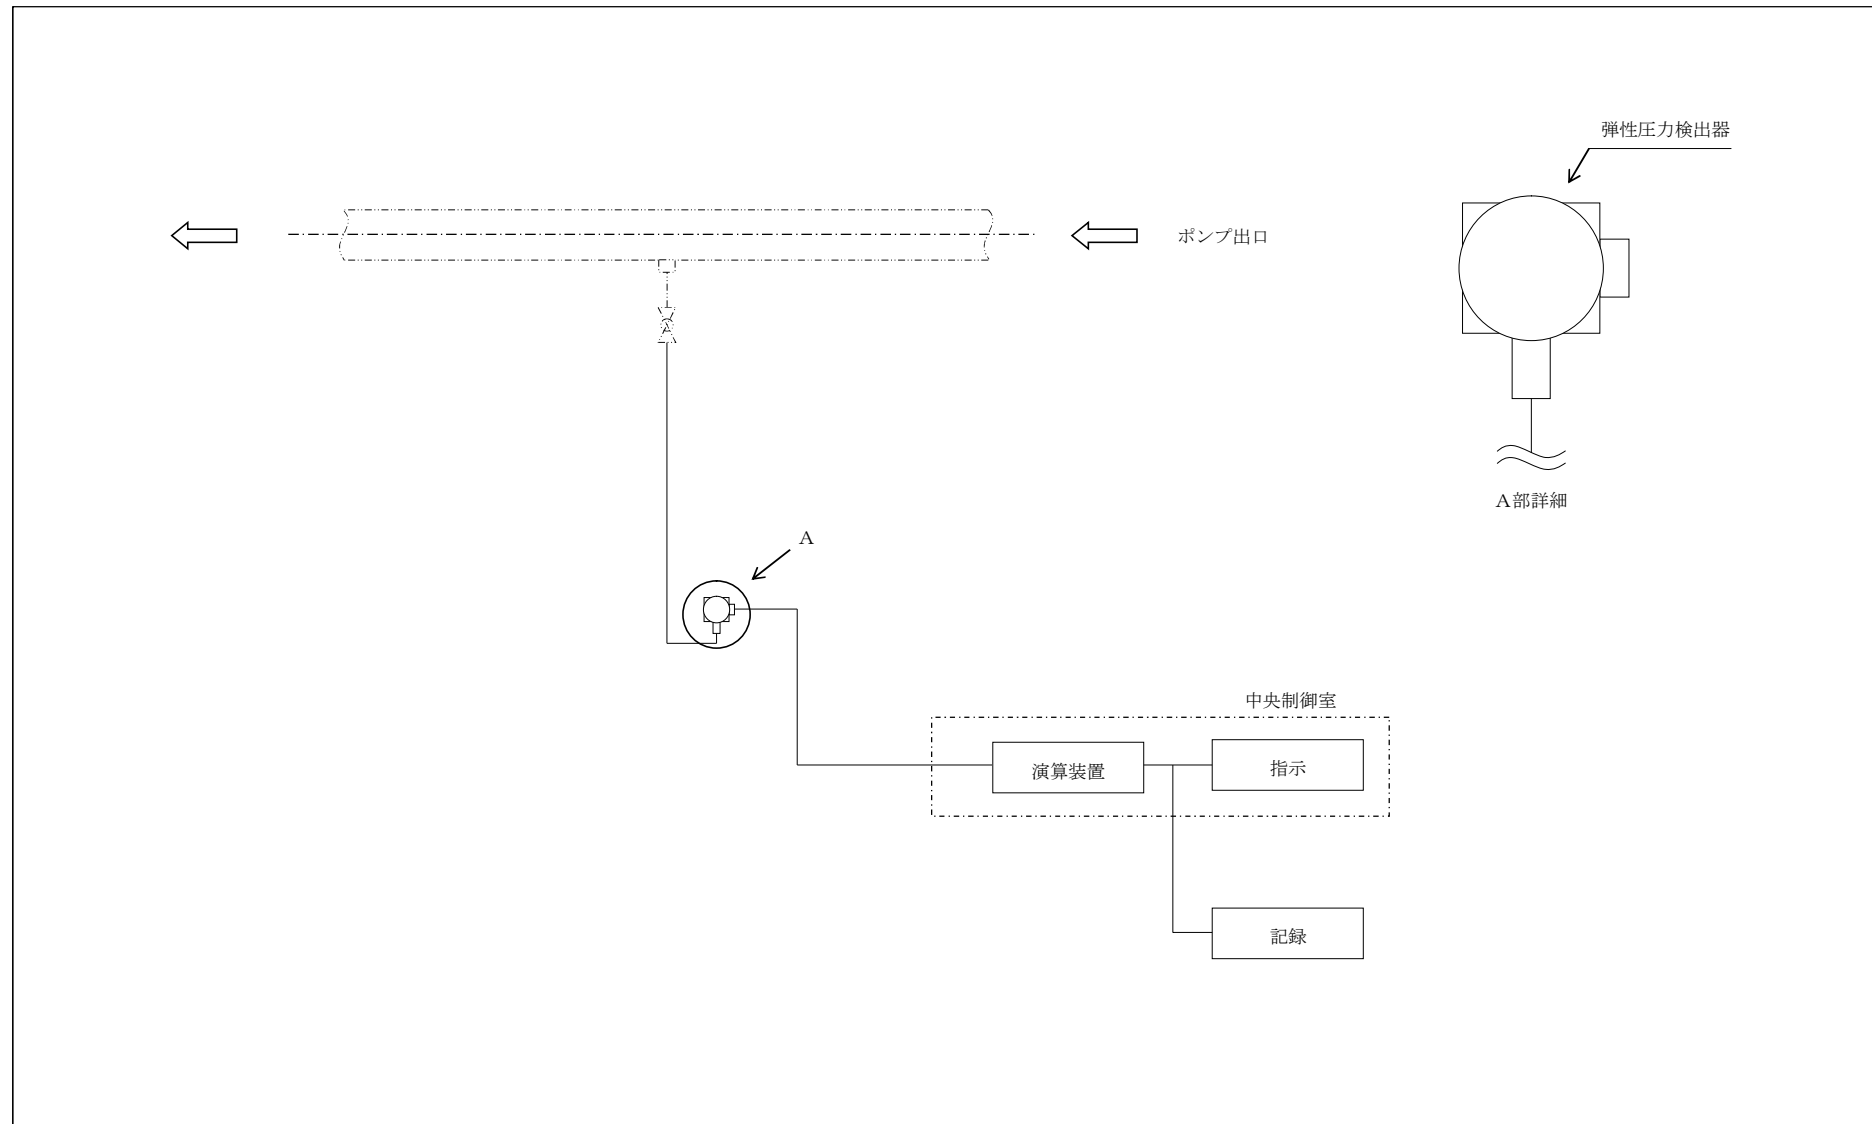 弾性圧力検出器
ポンプ出口
A部詳細
A
中央制御室
演算装置
指示
記録